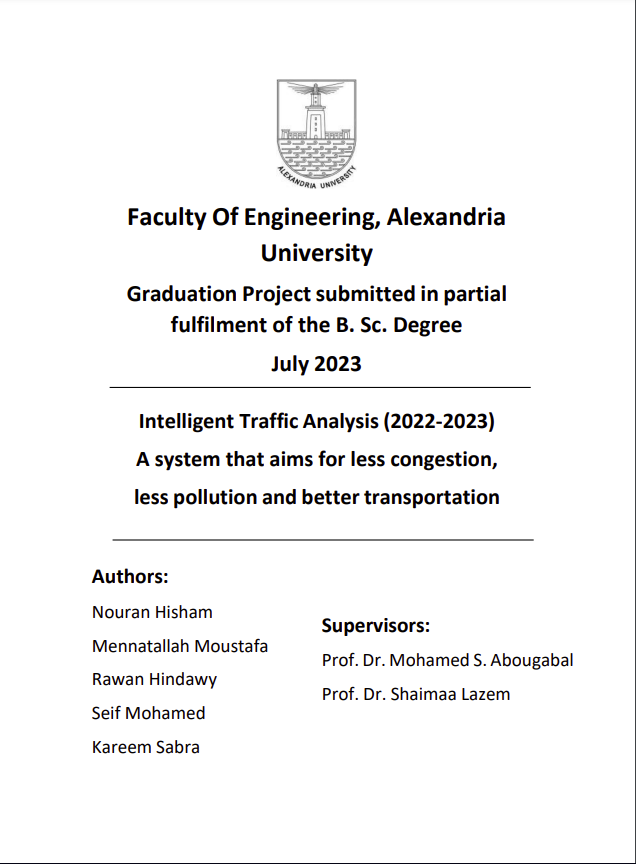 ALEXANDRIA UNIVERSITY
Faculty Of Engineering, Alexandria
University
Graduation Project submitted in partial
fulfilment of the B. Sc. Degree
July 2023
Intelligent Traffic Analysis (2022-2023)
A system that aims for less congestion,
less pollution and better transportation
Authors:
Nouran Hisham
Mennatallah Moustafa
Rawan Hindawy
Seif Mohamed
Kareem Sabra
Supervisors:
Prof. Dr. Mohamed S. Abougabal
Prof. Dr. Shaimaa Lazem